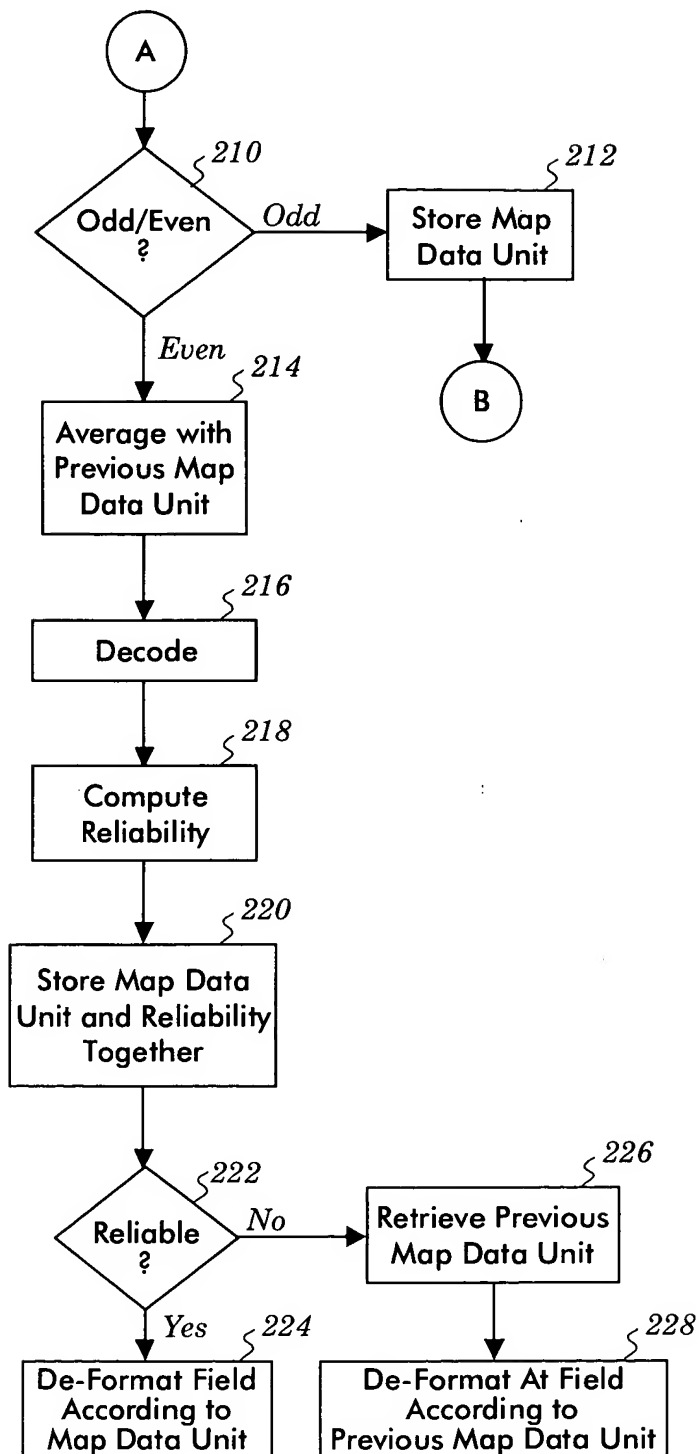 A
210
Odd/Even
?
Odd
212
Store Map
Data Unit
B
Even
214
Average with
Previous Map
Data Unit
216
Decode
218
Compute
Reliability
220
Store Map Data
Unit and Reliability
Together
222
Reliable
?
No
226
Retrieve Previous
Map Data Unit
Yes
224
De-Format Field
According to
Map Data Unit
228
De-Format At Field
According to
Previous Map Data Unit